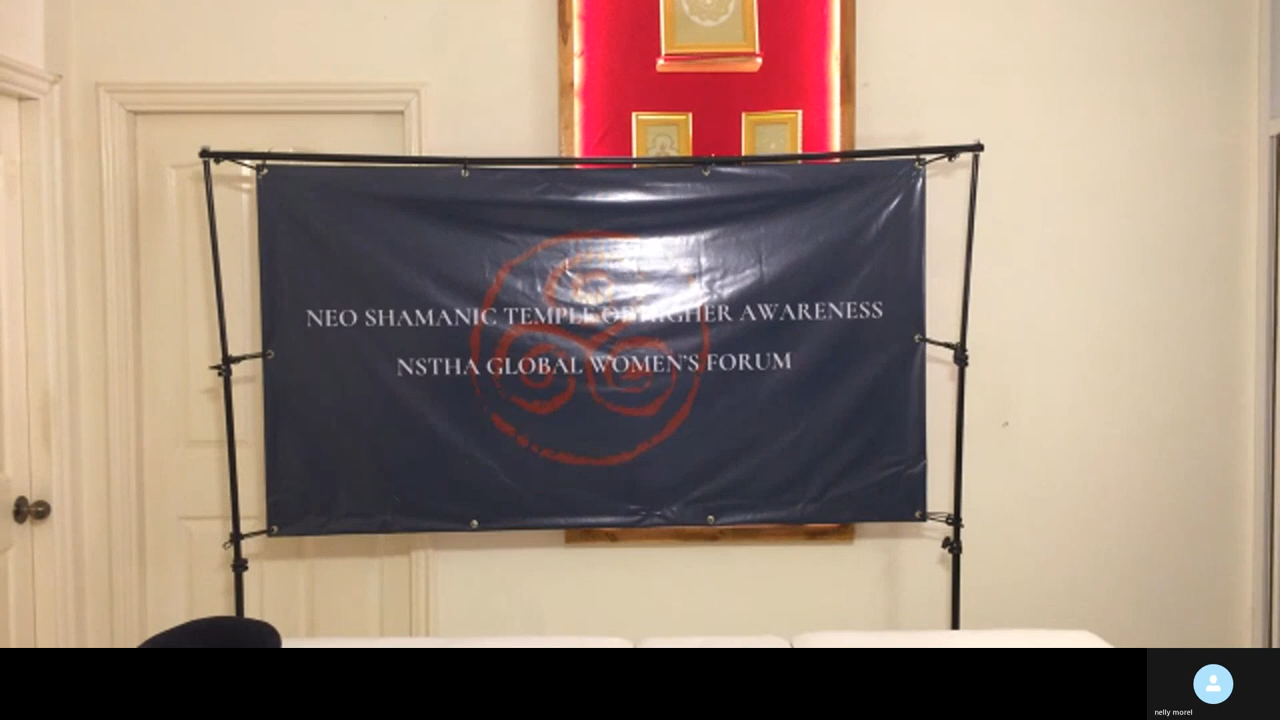 NEO SHAMANIC TEMPLE OF HIGHER AWARENESS
NSTHA GLOBAL WOMEN'S FORUM
nelly morel